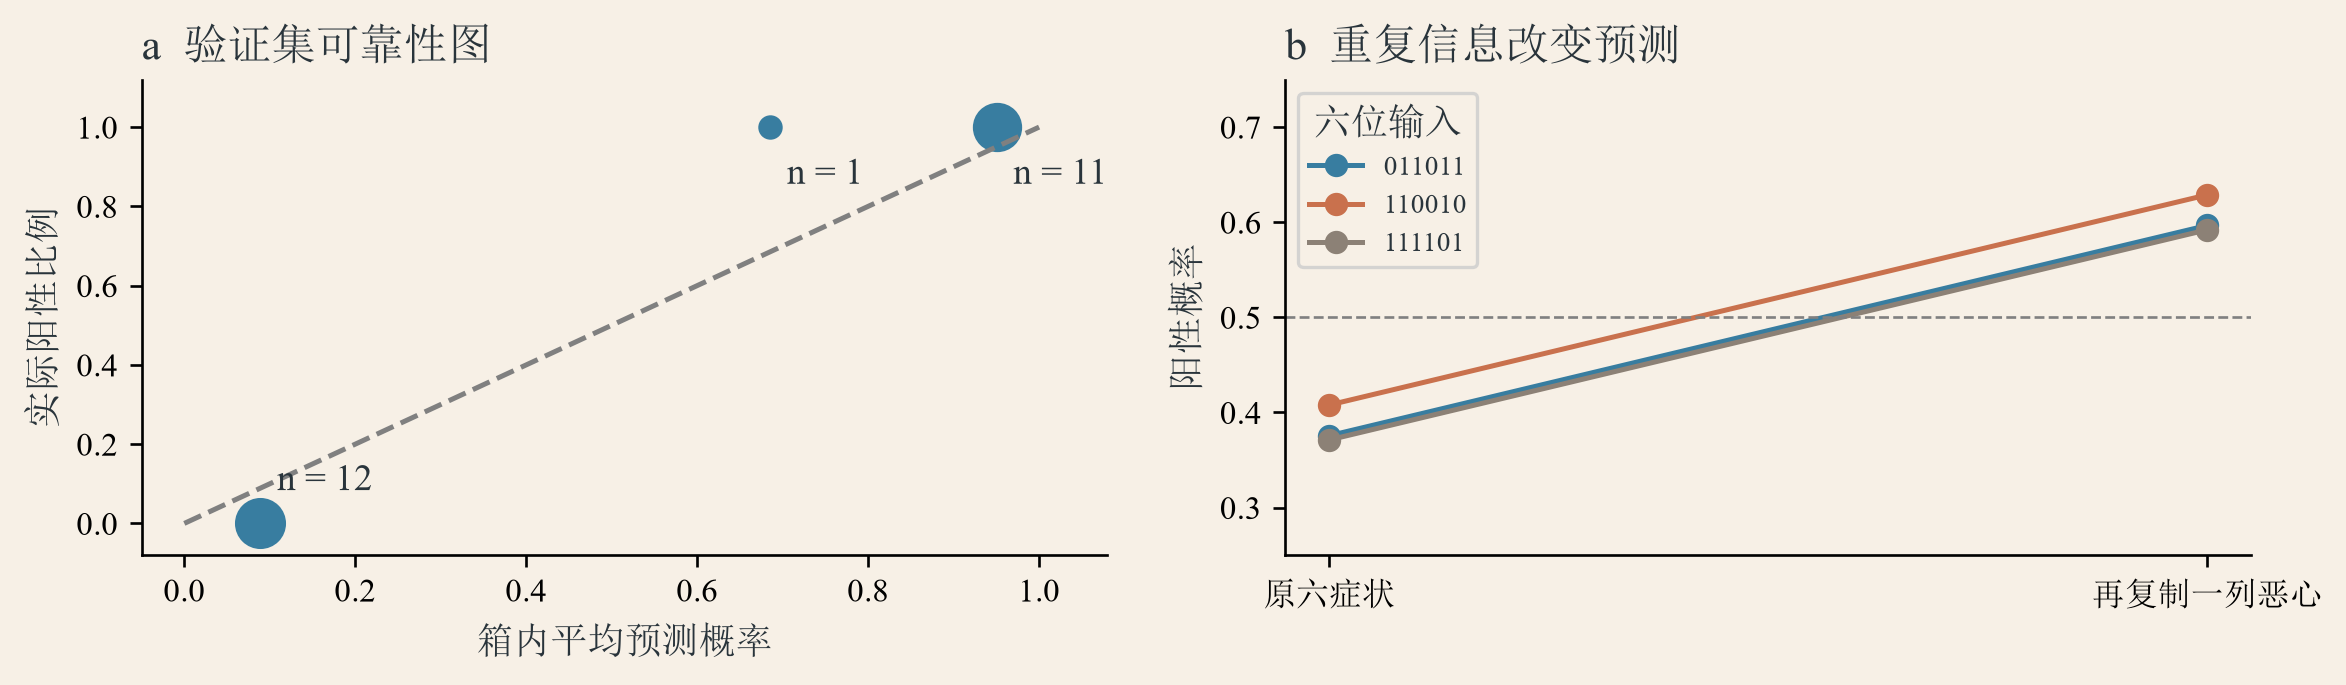 a 验证集可靠性图
实际阳性比例
1.0
0.8
0.6
0.4
0.2
0.0
n = 1
n = 11
n = 12
0.0 0.2 0.4 0.6 0.8 1.0
箱内平均预测概率
b 重复信息改变预测
阳性概率
0.7
0.6
0.5
0.4
0.3
六位输入
011011
110010
111101
原六症状 再复制一列恶心